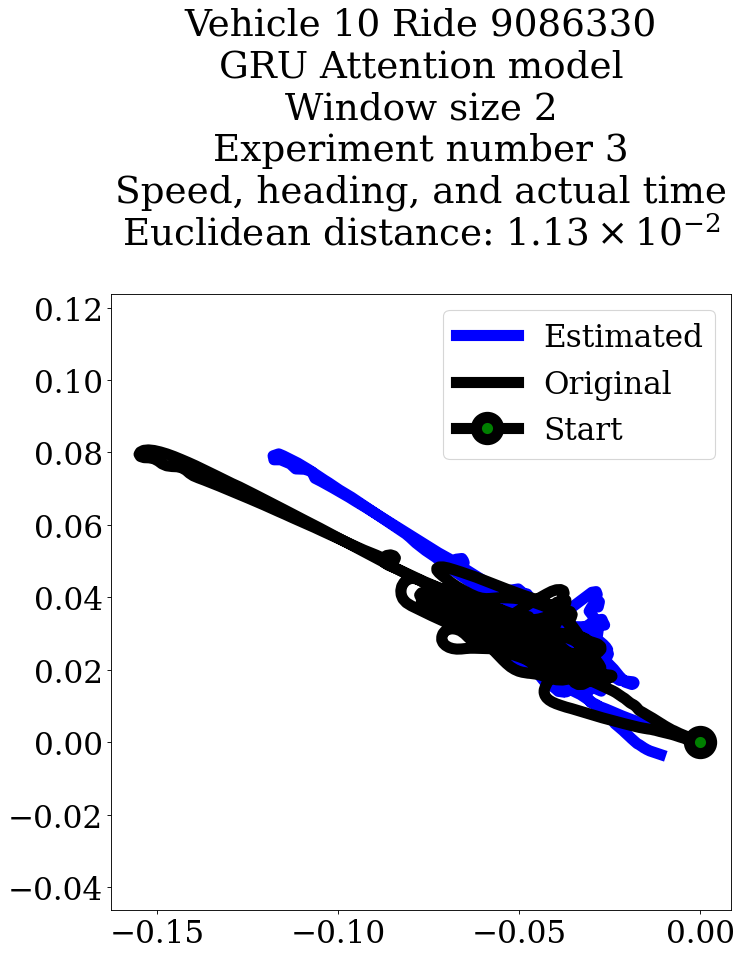 Vehicle 10 Ride 9086330
GRU Attention model
Window size 2
Experiment number 3
Speed, heading, and actual time
Euclidean distance: 1.13 × 10⁻²
Estimated
Original
Start
0.12
0.10
0.08
0.06
0.04
0.02
0.00
−0.02
−0.04
−0.15 −0.10 −0.05 0.00